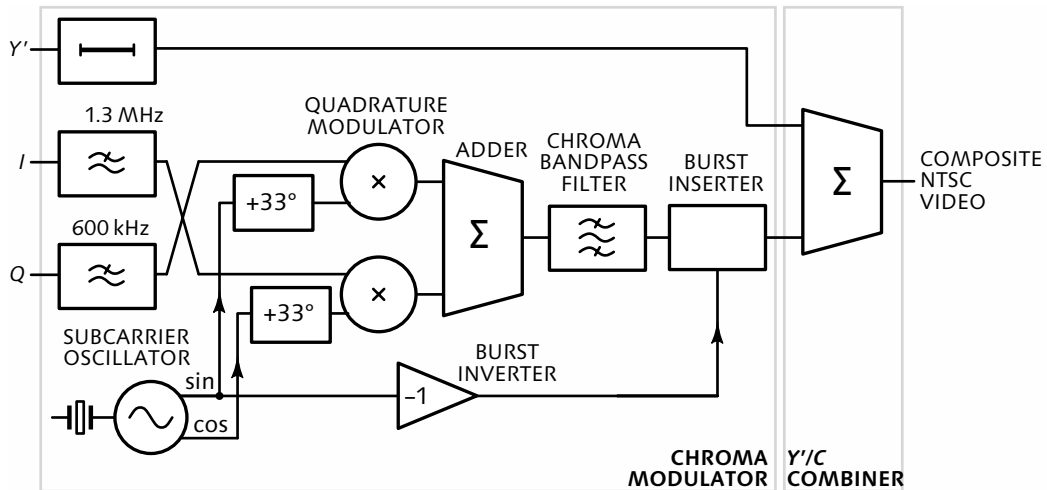 Y'
1.3 MHz
I
600 kHz
Q
QUADRATURE
MODULATOR
×
+33°
×
+33°
ADDER
Σ
CHROMA
BANDPASS
FILTER
BURST
INSERTER
Σ
COMPOSITE
NTSC
VIDEO
SUBCARRIER
OSCILLATOR
sin
cos
BURST
INVERTER
–1
CHROMA
MODULATOR
Y'/C
COMBINER